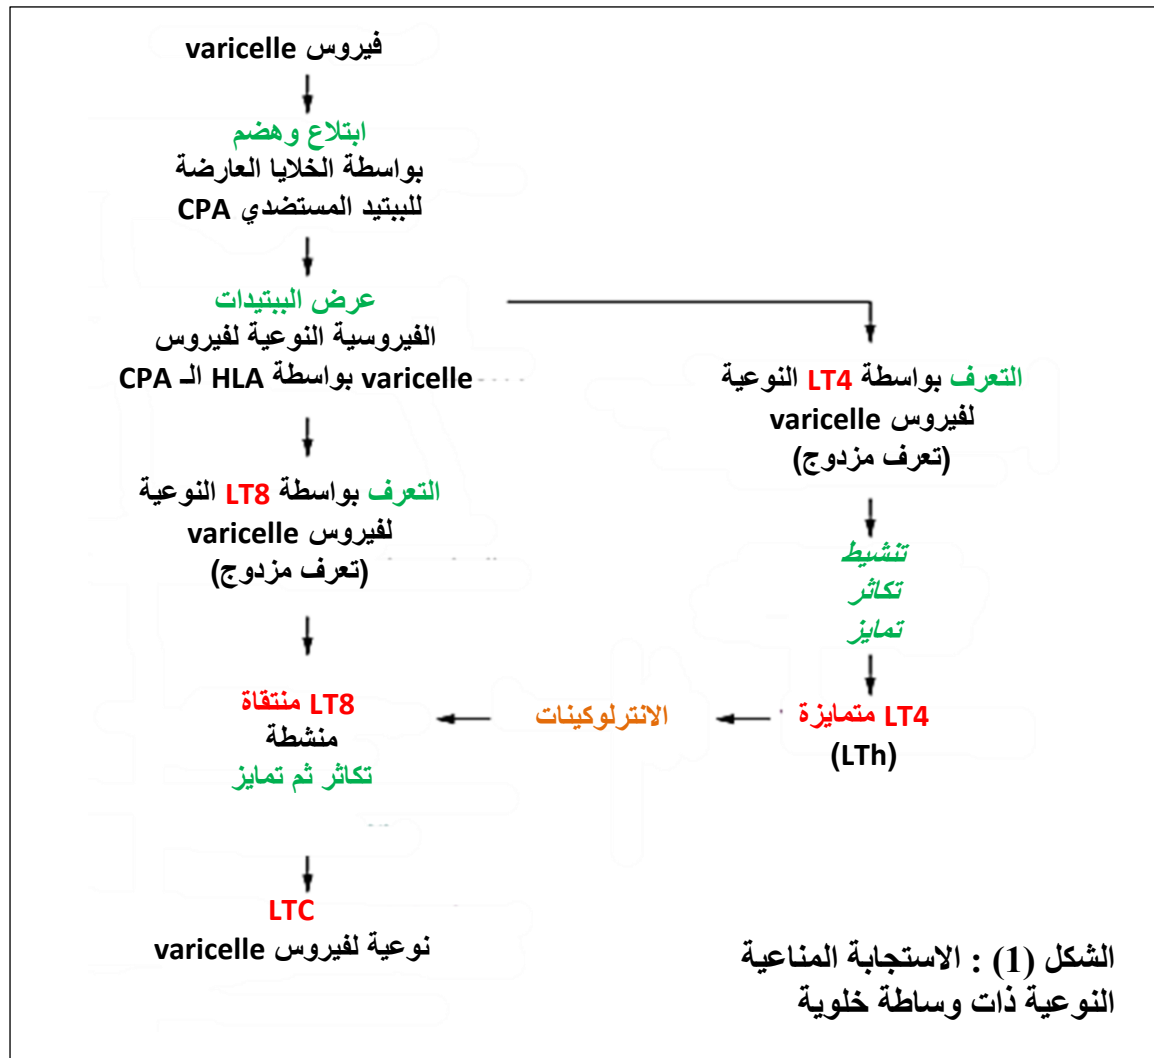 فيروس varicelle
ابتلاع وهضم
بواسطة الخلايا العارضة
للببتيد المستضدي CPA
عرض الببتيدات
الفيروسية النوعية لفيروس
varicelle بواسطة HLA الـ CPA
التعرف بواسطة LT8 النوعية
لفيروس varicelle
(تعرف مزدوج)
LT8 منتقاة
منشطة
تكاثر ثم تمايز
LTC
نوعية لفيروس varicelle
التعرف بواسطة LT4 النوعية
لفيروس varicelle
(تعرف مزدوج)
تنشيط
تكاثر
تمايز
LT4 متمايزة
(LTh)
الانترلوكينات
الشكل (1) : الاستجابة المناعية
النوعية ذات وساطة خلوية